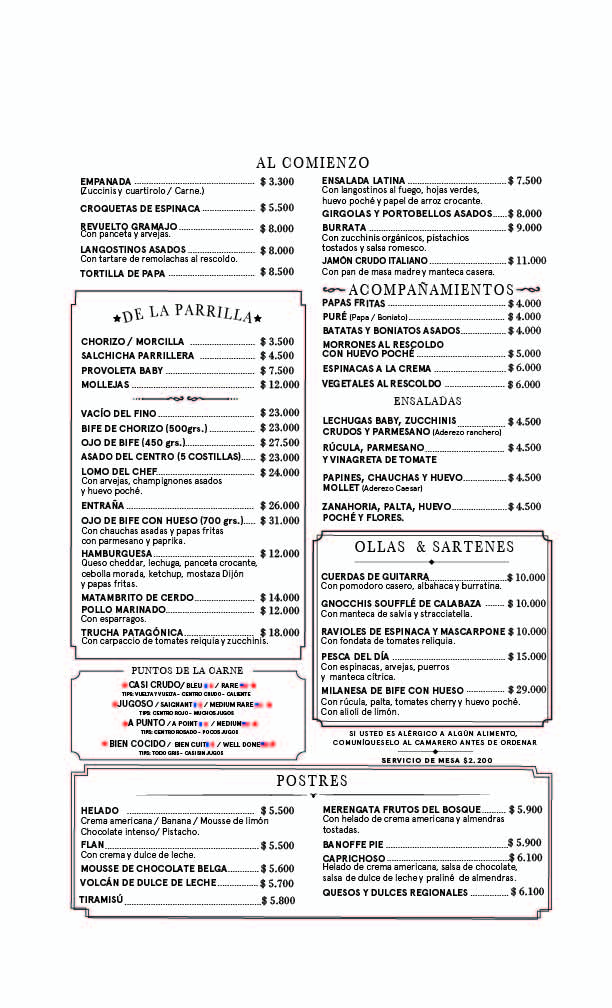 AL COMIENZO
EMPANADA $ 3.300
(Zuccinis y cuartirolo / Carne.)
CROQUETAS DE ESPINACA $ 5.500
REVUELTO GRAMAJO $ 8.000
Con panceta y arvejas.
LANGOSTINOS ASADOS $ 8.000
Con tartare de remolachas al rescoldo.
TORTILLA DE PAPA $ 8.500
ENSALADA LATINA $ 7.500
Con langostinos al fuego, hojas verdes,
huevo poché y papel de arroz crocante.
GIRGOLAS Y PORTOBELLOS ASADOS $ 8.000
BURRATA $ 9.000
Con zucchinis orgánicos, pistachios
tostados y salsa romesco.
JAMÓN CRUDO ITALIANO $ 11.000
Con pan de masa madre y manteca casera.
DE LA PARRILLA
CHORIZO / MORCILLA $ 3.500
SALCHICHA PARRILLERA $ 4.500
PROVOLETA BABY $ 7.500
MOLLEJAS $ 12.000
VACÍO DEL FINO $ 23.000
BIFE DE CHORIZO (500grs.) $ 23.000
OJO DE BIFE (450 grs.) $ 27.500
ASADO DEL CENTRO (5 COSTILLAS) $ 23.000
LOMO DEL CHEF $ 24.000
Con arvejas, champignones asados
y huevo poché.
ENTRAÑA $ 26.000
OJO DE BIFE CON HUESO (700 grs.) $ 31.000
Con chauchas asadas y papas fritas
con parmesano y paprika.
HAMBURGUESA $ 12.000
Queso cheddar, lechuga, panceta crocante,
cebolla morada, ketchup, mostaza Dijón
y papas fritas.
MATAMBRITO DE CERDO $ 14.000
POLLO MARINADO $ 12.000
Con esparragos.
TRUCHA PATAGÓNICA $ 18.000
Con carpaccio de tomates reiquia y zucchinis.
ACOMPAÑAMIENTOS
PAPAS FRITAS $ 4.000
PURÉ (Papa / Boniato) $ 4.000
BATATAS Y BONIATOS ASADOS $ 4.000
MORRONES AL RESCOLDO
CON HUEVO POCHÉ $ 5.000
ESPINACAS A LA CREMA $ 6.000
VEGETALES AL RESCOLDO $ 6.000
ENSALADAS
LECHUGAS BABY, ZUCCHINIS $ 4.500
CRUDOS Y PARMESANO (Aderezo ranchero)
RÚCULA, PARMESANO $ 4.500
Y VINAGRETA DE TOMATE
PAPINES, CHAUCHAS Y HUEVO $ 4.500
MOLLET (Aderezo Caesar)
ZANAHORIA, PALTA, HUEVO $ 4.500
POCHÉ Y FLORES.
OLLAS & SARTENES
CUERDAS DE GUITARRA $ 10.000
Con pomodoro casero, albahaca y burratina.
GNOCCHIS SOUFFLÉ DE CALABAZA $ 10.000
Con manteca de salvia y stracciatella.
RAVIOLES DE ESPINACA Y MASCARPONE $ 10.000
Con fondata de tomates reliquia.
PESCA DEL DÍA $ 15.000
Con espinacas, arvejas, puerros
y manteca cítrica.
MILANESA DE BIFE CON HUESO $ 29.000
Con rúcula, palta, tomates cherry y huevo poché.
Con alioli de limón.
PUNTOS DE LA CARNE
CASI CRUDO/ BLEU / RARE
TIPS: VUELTA Y VUELTA - CENTRO CRUDO - CALIENTE
JUGOSO / SAIGNANT / MEDIUM RARE
TIPS: CENTRO ROJO - MUCHOS JUGOS
A PUNTO / A POINT / MEDIUM
TIPS: CENTRO ROSADO - POCOS JUGOS
BIEN COCIDO / BIEN CUIT / WELL DONE
TIPS: TODO GRIS - CASI SIN JUGOS
SI USTED ES ALÉRGICO A ALGÚN ALIMENTO,
COMUNÍQUESELO AL CAMARERO ANTES DE ORDENAR
SERVICIO DE MESA $2.200
POSTRES
HELADO $ 5.500
Crema americana / Banana / Mousse de limón
Chocolate intenso/ Pistacho.
FLAN $ 5.500
Con crema y dulce de leche.
MOUSSE DE CHOCOLATE BELGA $ 5.600
VOLCÁN DE DULCE DE LECHE $ 5.700
TIRAMISÚ $ 5.800
MERENGATA FRUTOS DEL BOSQUE $ 5.900
Con helado de crema americana y almendras
tostadas.
BANOFFE PIE $ 5.900
CAPRICHOSO $ 6.100
Helado de crema americana, salsa de chocolate,
salsa de dulce de leche y praliné de almendras.
QUESOS Y DULCES REGIONALES $ 6.100